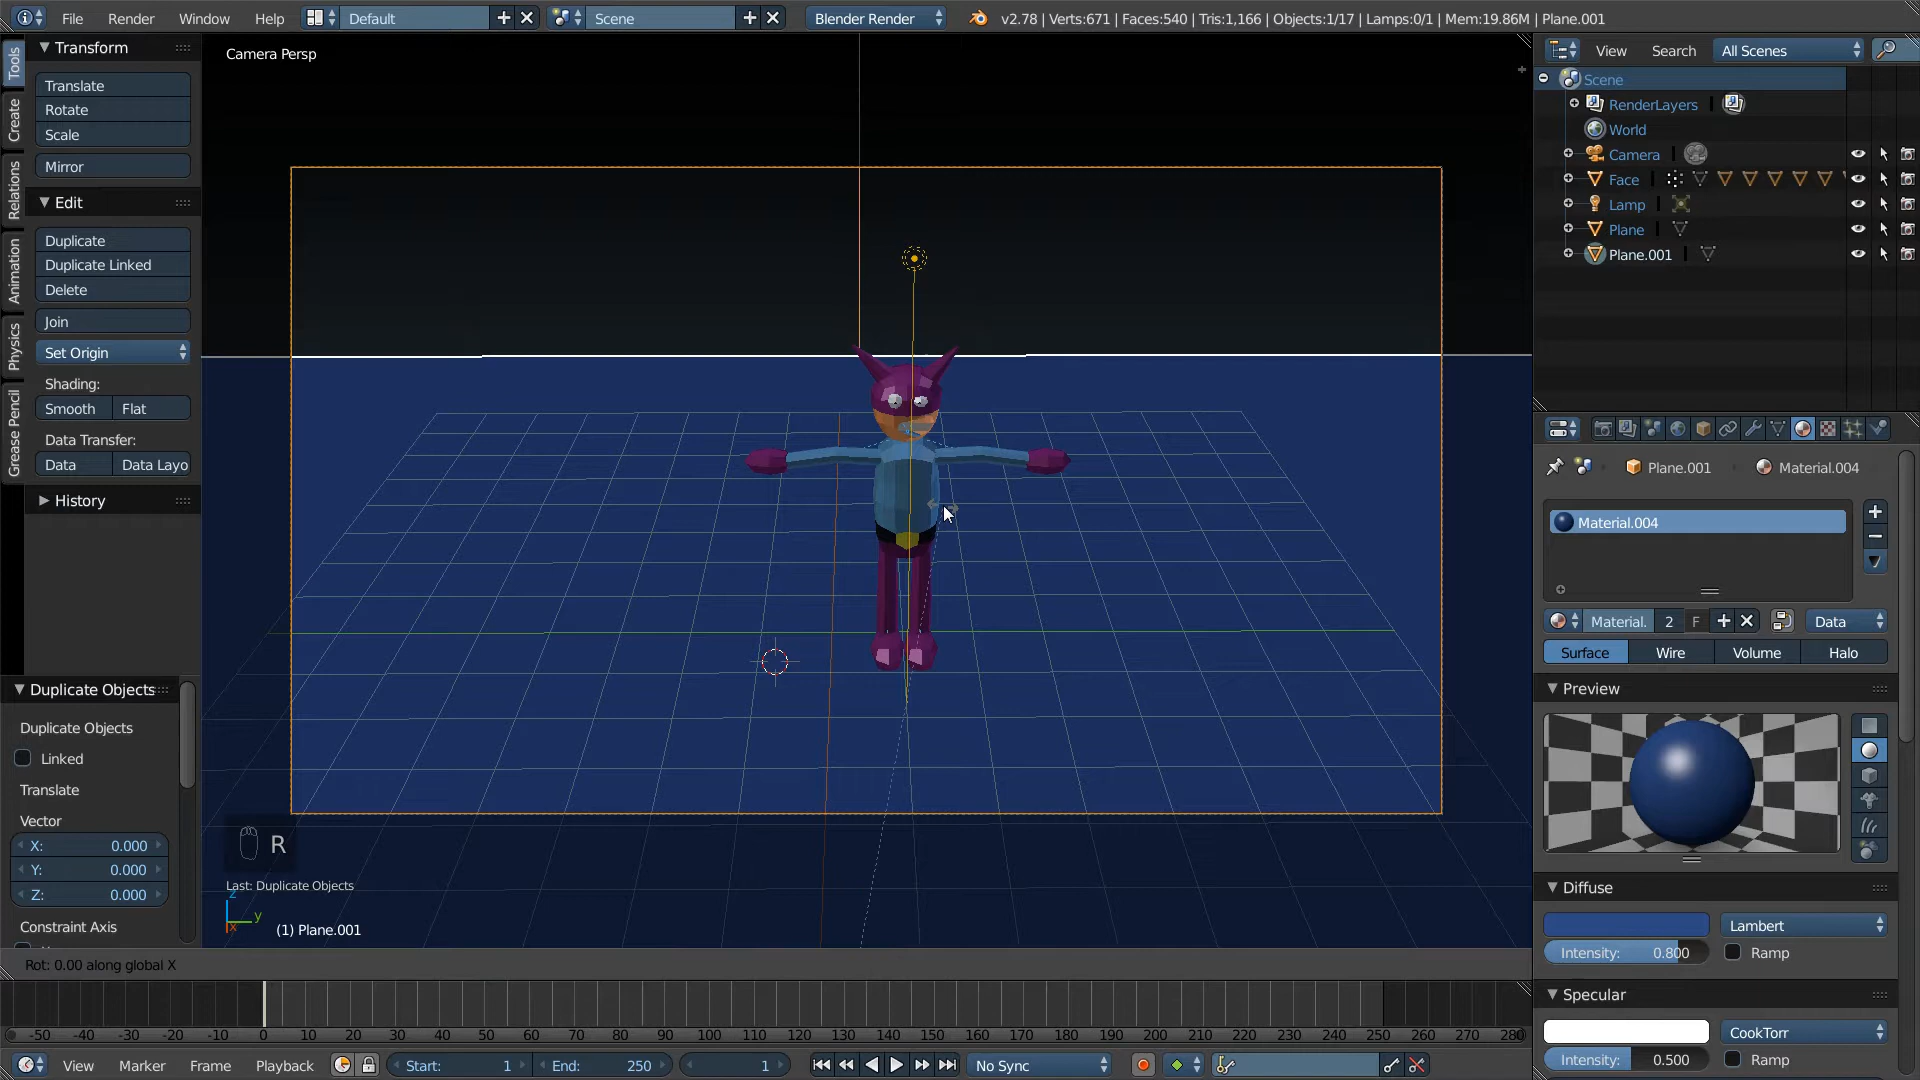 File Render Window Help Default Scene Blender Render v2.78 | Verts:671 | Faces:540 | Tris:1,166 | Objects:1/17 | Lamps:0/1 | Mem:19.86M | Plane.001
Tools
Create
Relations
Animation
Physics
Grease Pencil
Transform
Translate
Rotate
Scale
Mirror
Edit
Duplicate
Duplicate Linked
Delete
Join
Set Origin
Shading:
Smooth Flat
Data Transfer:
Data Data Layo
History
Duplicate Objects
Duplicate Objects
Linked
Translate
Vector
X: 0.000
Y: 0.000
Z: 0.000
Constraint Axis
Camera Persp
R
Last: Duplicate Objects
z
y
x
(1) Plane.001
Rot: 0.00 along global X
View Search All Scenes
Scene
RenderLayers
World
Camera
Face
Lamp
Plane
Plane.001
Plane.001 Material.004
Material.004
Material. 2 F Data
Surface Wire Volume Halo
Preview
Diffuse
Lambert
Intensity: 0.800 Ramp
Specular
CookTorr
Intensity: 0.500 Ramp
-50 -40 -30 -20 -10 0 10 20 30 40 50 60 70 80 90 100 110 120 130 140 150 160 170 180 190 200 210 220 230 240 250 260 270 280
View Marker Frame Playback Start: 1 End: 250 1 No Sync